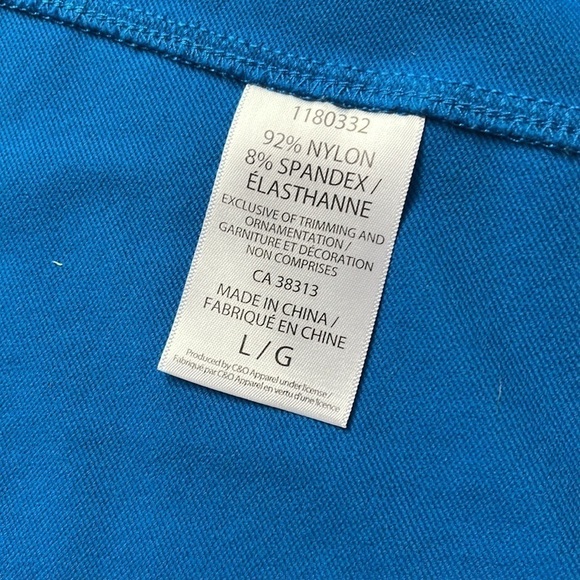 1180332
92% NYLON
8% SPANDEX /
ÉLASTHANNE
EXCLUSIVE OF TRIMMING AND
ORNAMENTATION /
GARNITURE ET DÉCORATION
NON COMPRISES
CA 38313
MADE IN CHINA /
FABRIQUÉ EN CHINE
L / G
Produced by C&O Apparel under license /
Fabriqué par C&O Apparel en vertu d'une licence